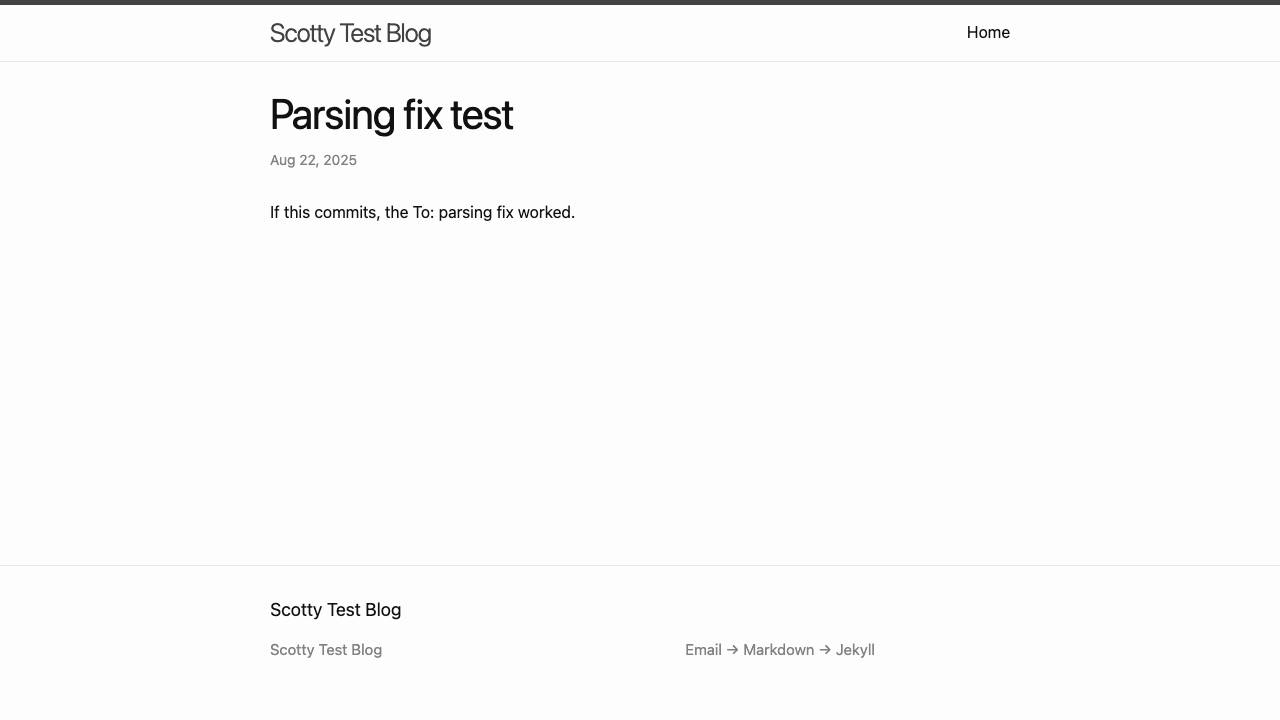 Scotty Test Blog
Home
Parsing fix test
Aug 22, 2025
If this commits, the To: parsing fix worked.
Scotty Test Blog
Scotty Test Blog
Email → Markdown → Jekyll